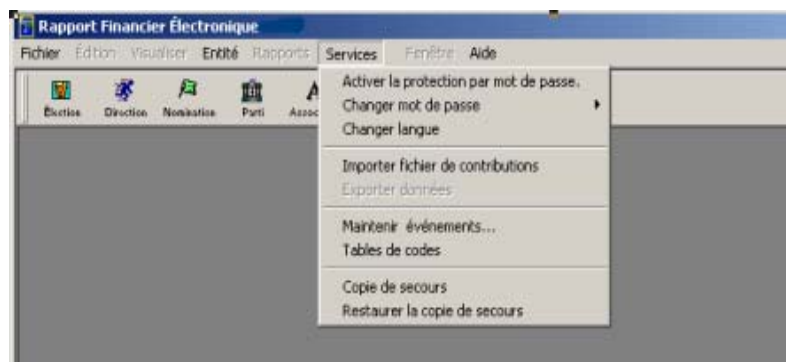 Rapport Financier Électronique
Fichier Édition Visualiser Entité Rapports Services Fenêtre Aide
Élection Direction Nomination Parti Assoc
Activer la protection par mot de passe.
Changer mot de passe
Changer langue
Importer fichier de contributions
Exporter données
Maintenir événements...
Tables de codes
Copie de secours
Restaurer la copie de secours